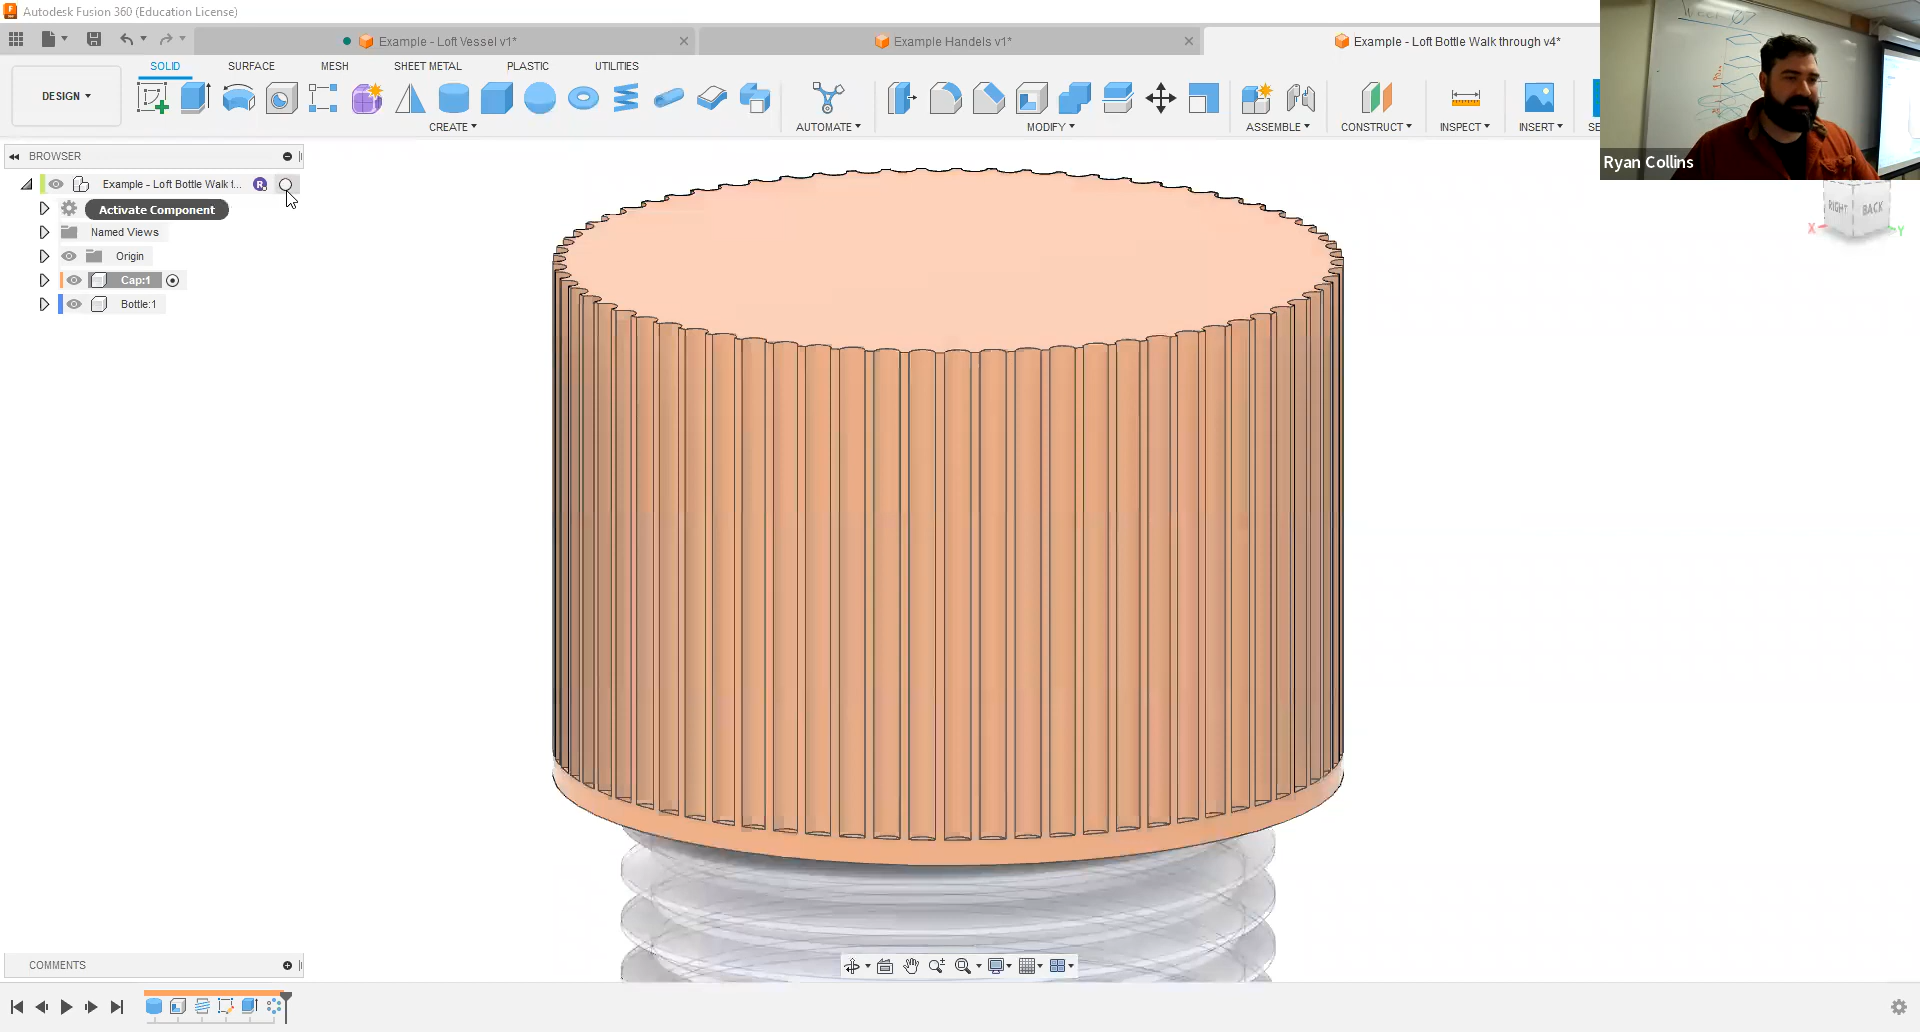 Autodesk Fusion 360 (Education License)
Example - Loft Vessel v1*
Example Handels v1*
Example - Loft Bottle Walk through v4*
DESIGN
SOLID
SURFACE
MESH
SHEET METAL
PLASTIC
UTILITIES
CREATE
AUTOMATE
MODIFY
ASSEMBLE
CONSTRUCT
INSPECT
INSERT
SE
Ryan Collins
RIGHT
BACK
X
Y
BROWSER
Example - Loft Bottle Walk t...
R
Activate Component
Named Views
Origin
Cap:1
Bottle:1
COMMENTS